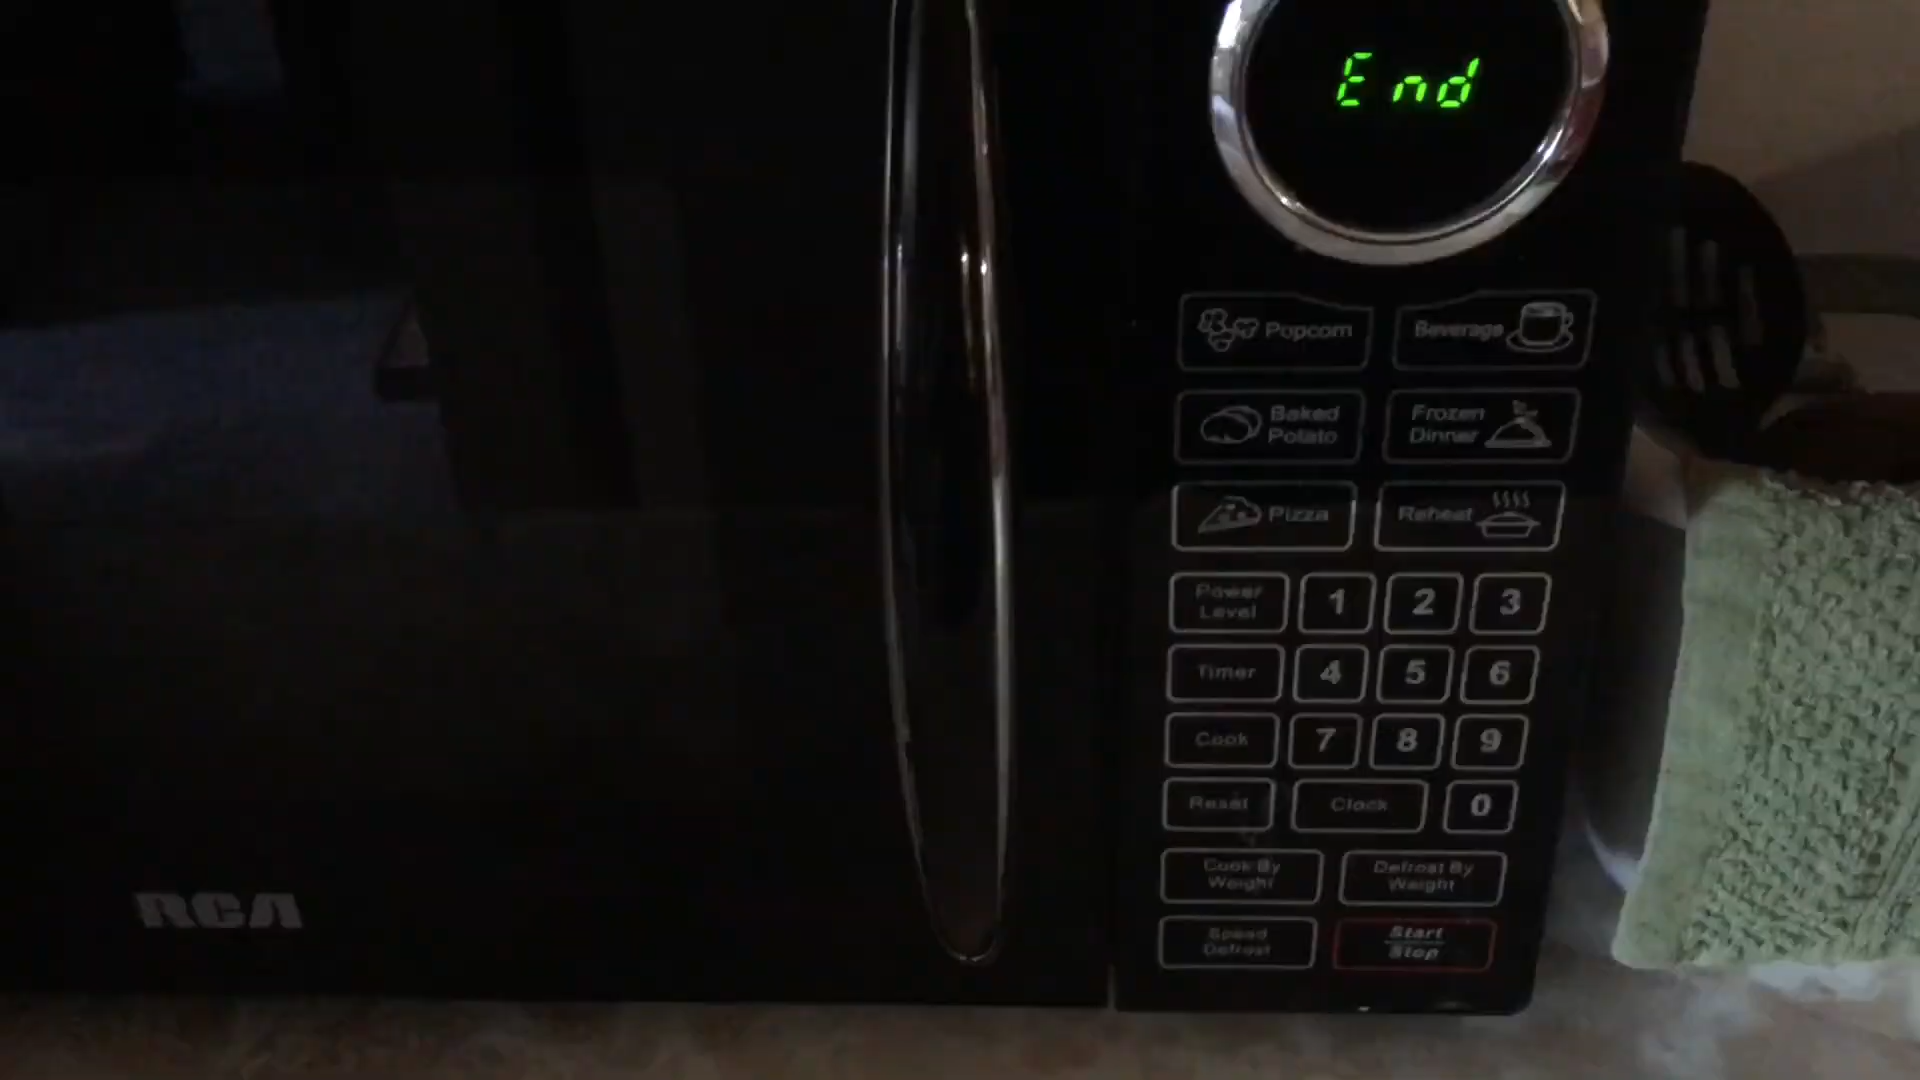 End
Popcorn
Beverage
Baked
Potato
Frozen
Dinner
Pizza
Reheat
Power
Level
1
2
3
Timer
4
5
6
Cook
7
8
9
Reset
Clock
0
Cook By
Weight
Defrost By
Weight
Speed
Defrost
Start
Stop
RCA